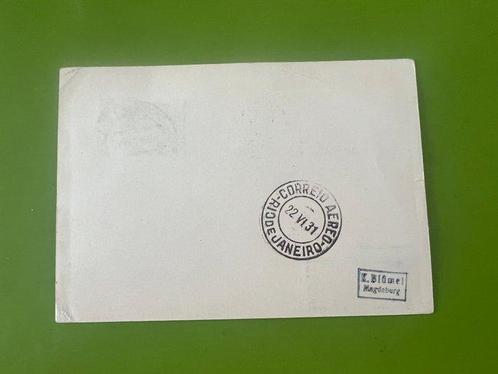 CORREIO AEREO
22 VI.31
RIO DE JANEIRO
K. Blümel
Magdeburg